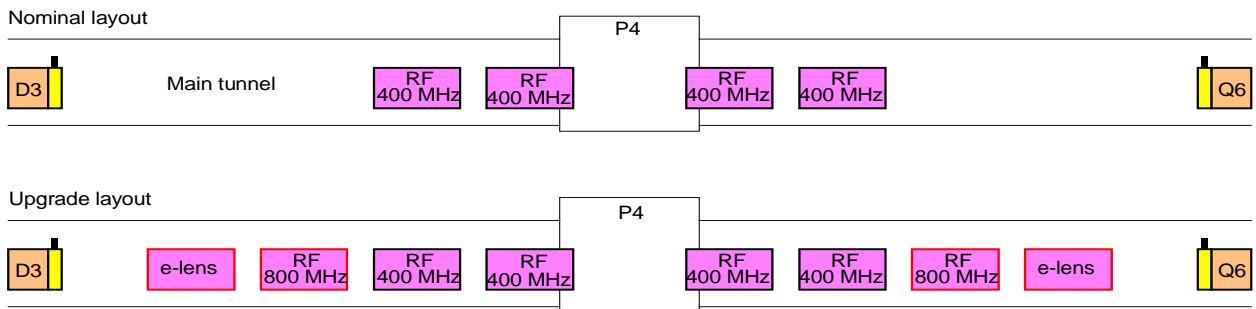 Nominal layout
P4
D3
Main tunnel
RF
400 MHz
RF
400 MHz
RF
400 MHz
RF
400 MHz
Q6
Upgrade layout
P4
D3
e-lens
RF
800 MHz
RF
400 MHz
RF
400 MHz
RF
400 MHz
RF
400 MHz
RF
800 MHz
e-lens
Q6